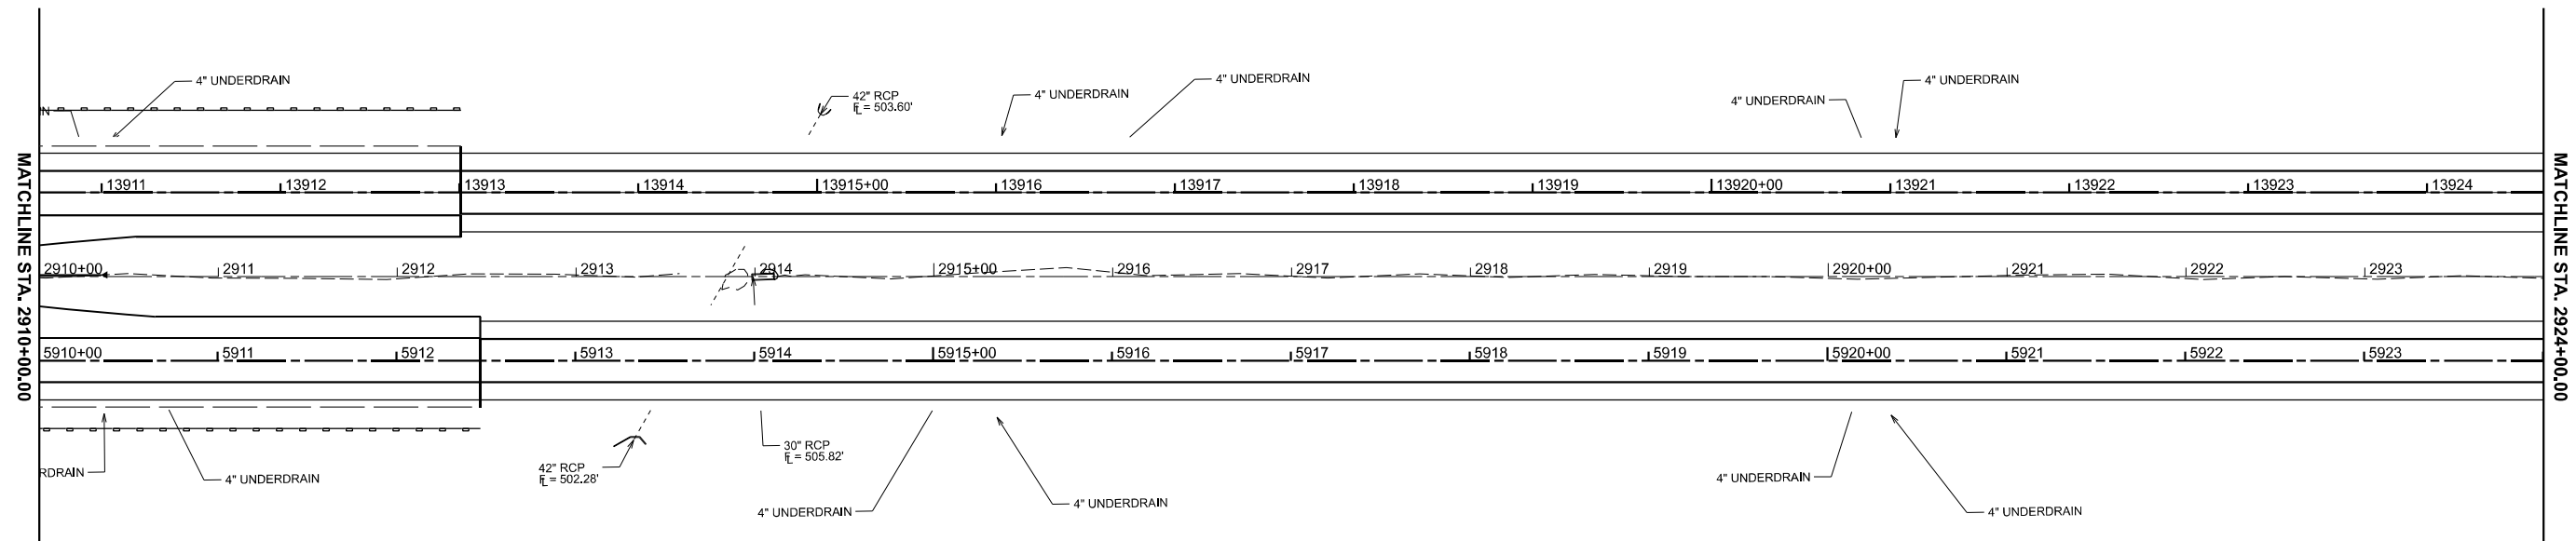 4" UNDERDRAIN
IN
42" RCP
FL = 503.60'
4" UNDERDRAIN
4" UNDERDRAIN
4" UNDERDRAIN
4" UNDERDRAIN
MATCHLINE STA. 2910+00.00
13911
13912
13913
13914
13915+00
13916
13917
13918
13919
13920+00
13921
13922
13923
13924
2910+00
2911
2912
2913
2914
2915+00
2916
2917
2918
2919
2920+00
2921
2922
2923
5910+00
5911
5912
5913
5914
5915+00
5916
5917
5918
5919
5920+00
5921
5922
5923
MATCHLINE STA. 2924+00.00
RDRAIN
4" UNDERDRAIN
42" RCP
FL = 502.28'
30" RCP
FL = 505.82'
4" UNDERDRAIN
4" UNDERDRAIN
4" UNDERDRAIN
4" UNDERDRAIN